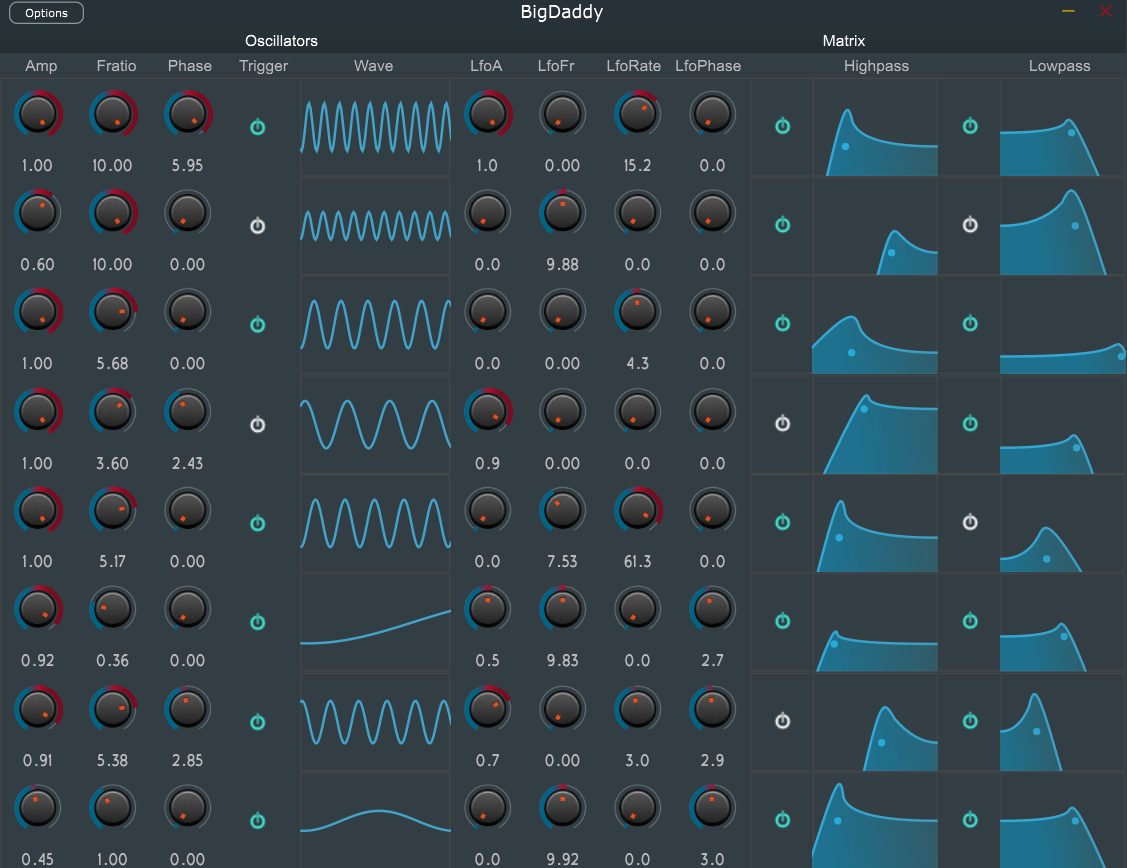 Options
BigDaddy
Oscillators
Matrix
Amp Fratio Phase Trigger Wave LfoA LfoFr LfoRate LfoPhase Highpass Lowpass
1.00 10.00 5.95 1.0 0.00 15.2 0.0
0.60 10.00 0.00 0.0 9.88 0.0 0.0
1.00 5.68 0.00 0.0 0.00 4.3 0.0
1.00 3.60 2.43 0.9 0.00 0.0 0.0
1.00 5.17 0.00 0.0 7.53 61.3 0.0
0.92 0.36 0.00 0.5 9.83 0.0 2.7
0.91 5.38 2.85 0.7 0.00 3.0 2.9
0.45 1.00 0.00 0.0 9.92 0.0 3.0